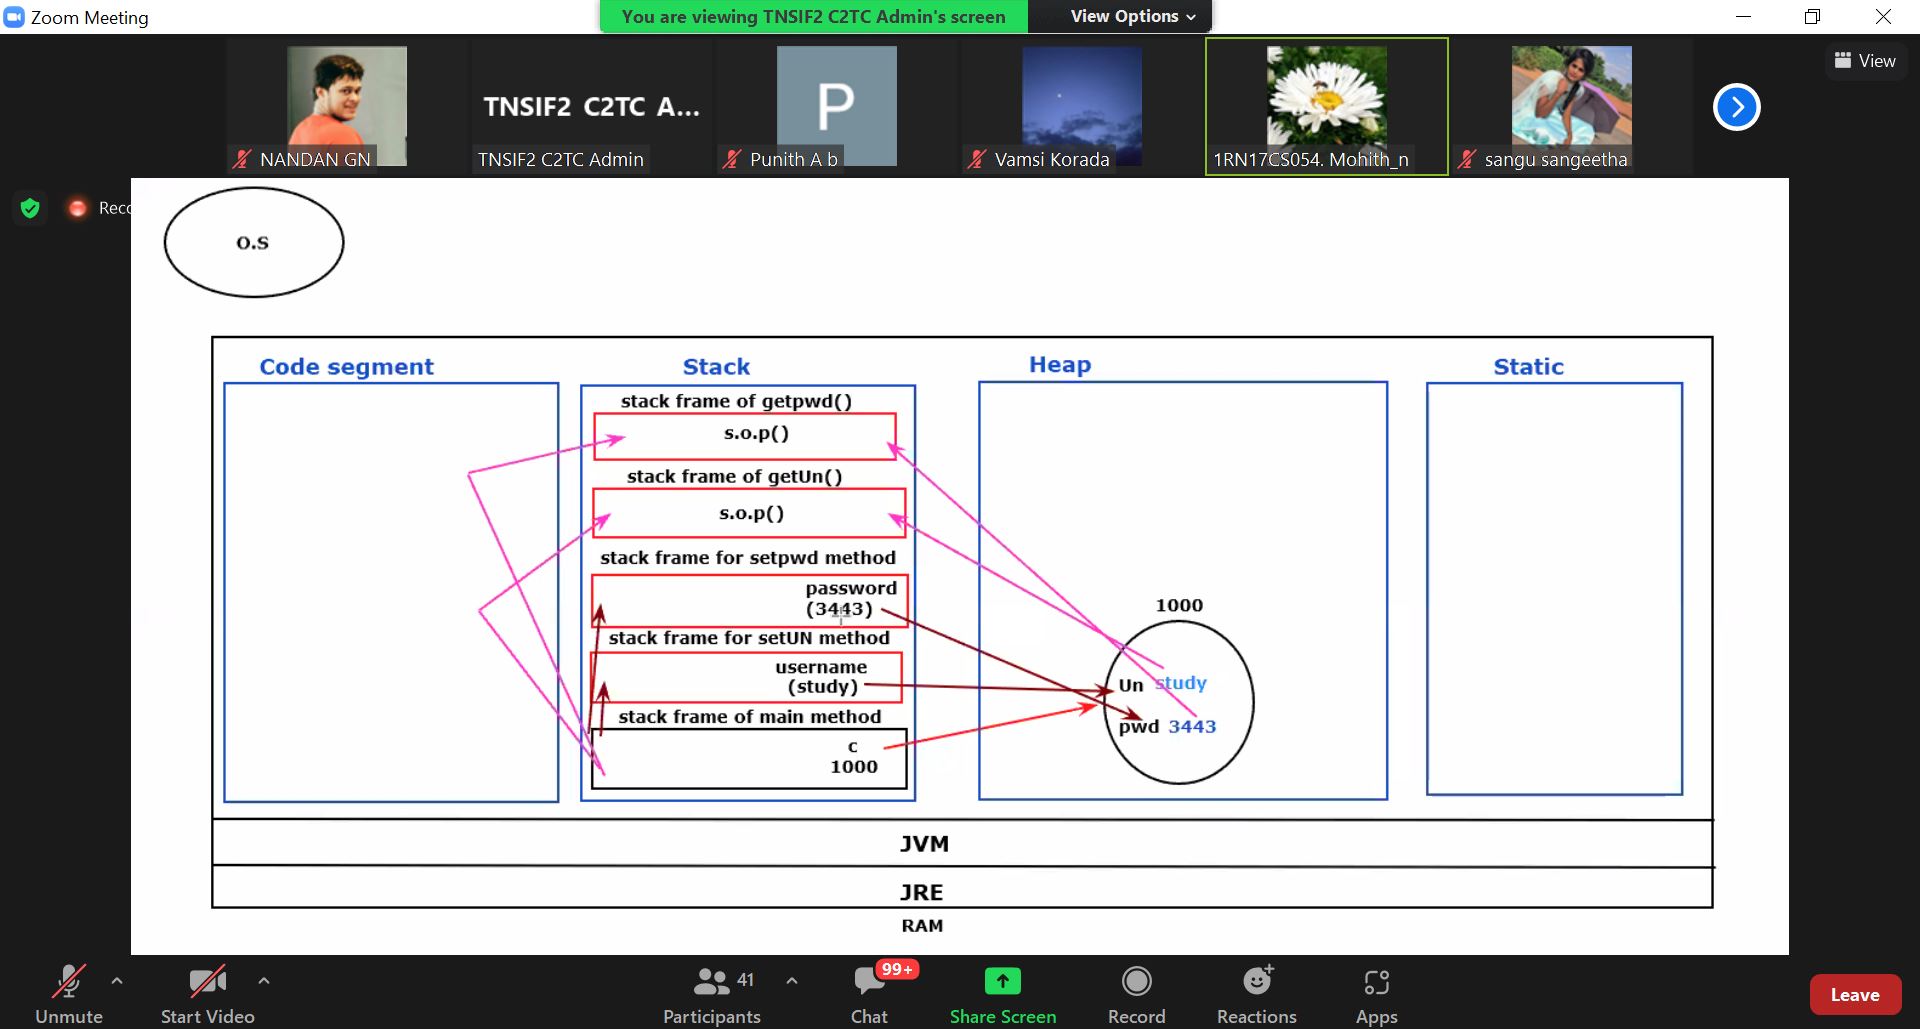 Zoom Meeting
You are viewing TNSIF2 C2TC Admin's screen
View Options
View
TNSIF2 C2TC A...
P
NANDAN GN
TNSIF2 C2TC Admin
Punith A b
Vamsi Korada
1RN17CS054. Mohith_n
sangu sangeetha
Reco
O.S
Code segment
Stack
Heap
Static
stack frame of getpwd()
s.o.p()
stack frame of getUn()
s.o.p()
stack frame for setpwd method
password
(3443)
stack frame for setUN method
username
(study)
stack frame of main method
c
1000
1000
Un study
pwd 3443
JVM
JRE
RAM
41
99+
Unmute
Start Video
Participants
Chat
Share Screen
Record
Reactions
Apps
Leave